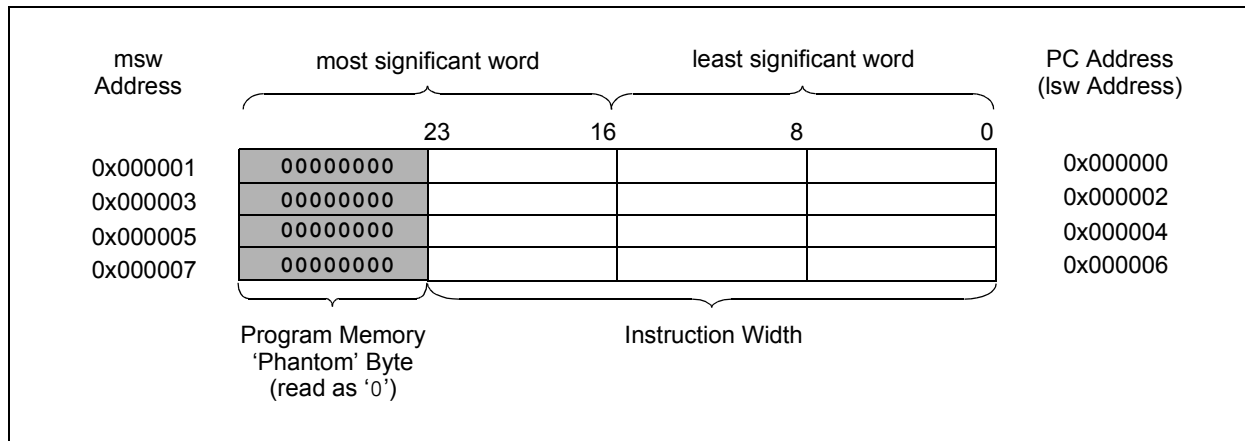 msw
Address
most significant word
least significant word
PC Address
(lsw Address)
23 16 8 0
0x000001 00000000 0x000000
0x000003 00000000 0x000002
0x000005 00000000 0x000004
0x000007 00000000 0x000006
Program Memory
‘Phantom’ Byte
(read as ‘0’)
Instruction Width